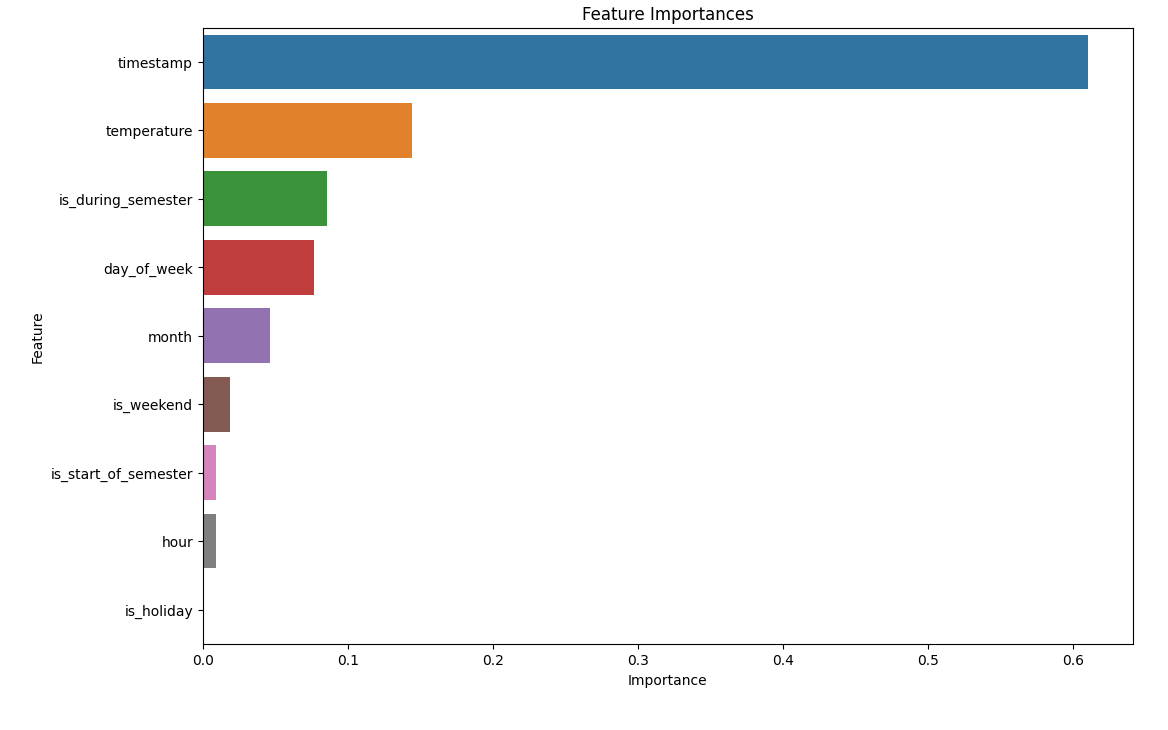 Feature Importances
timestamp
temperature
is_during_semester
day_of_week
month
is_weekend
is_start_of_semester
hour
is_holiday
Feature
0.0 0.1 0.2 0.3 0.4 0.5 0.6
Importance